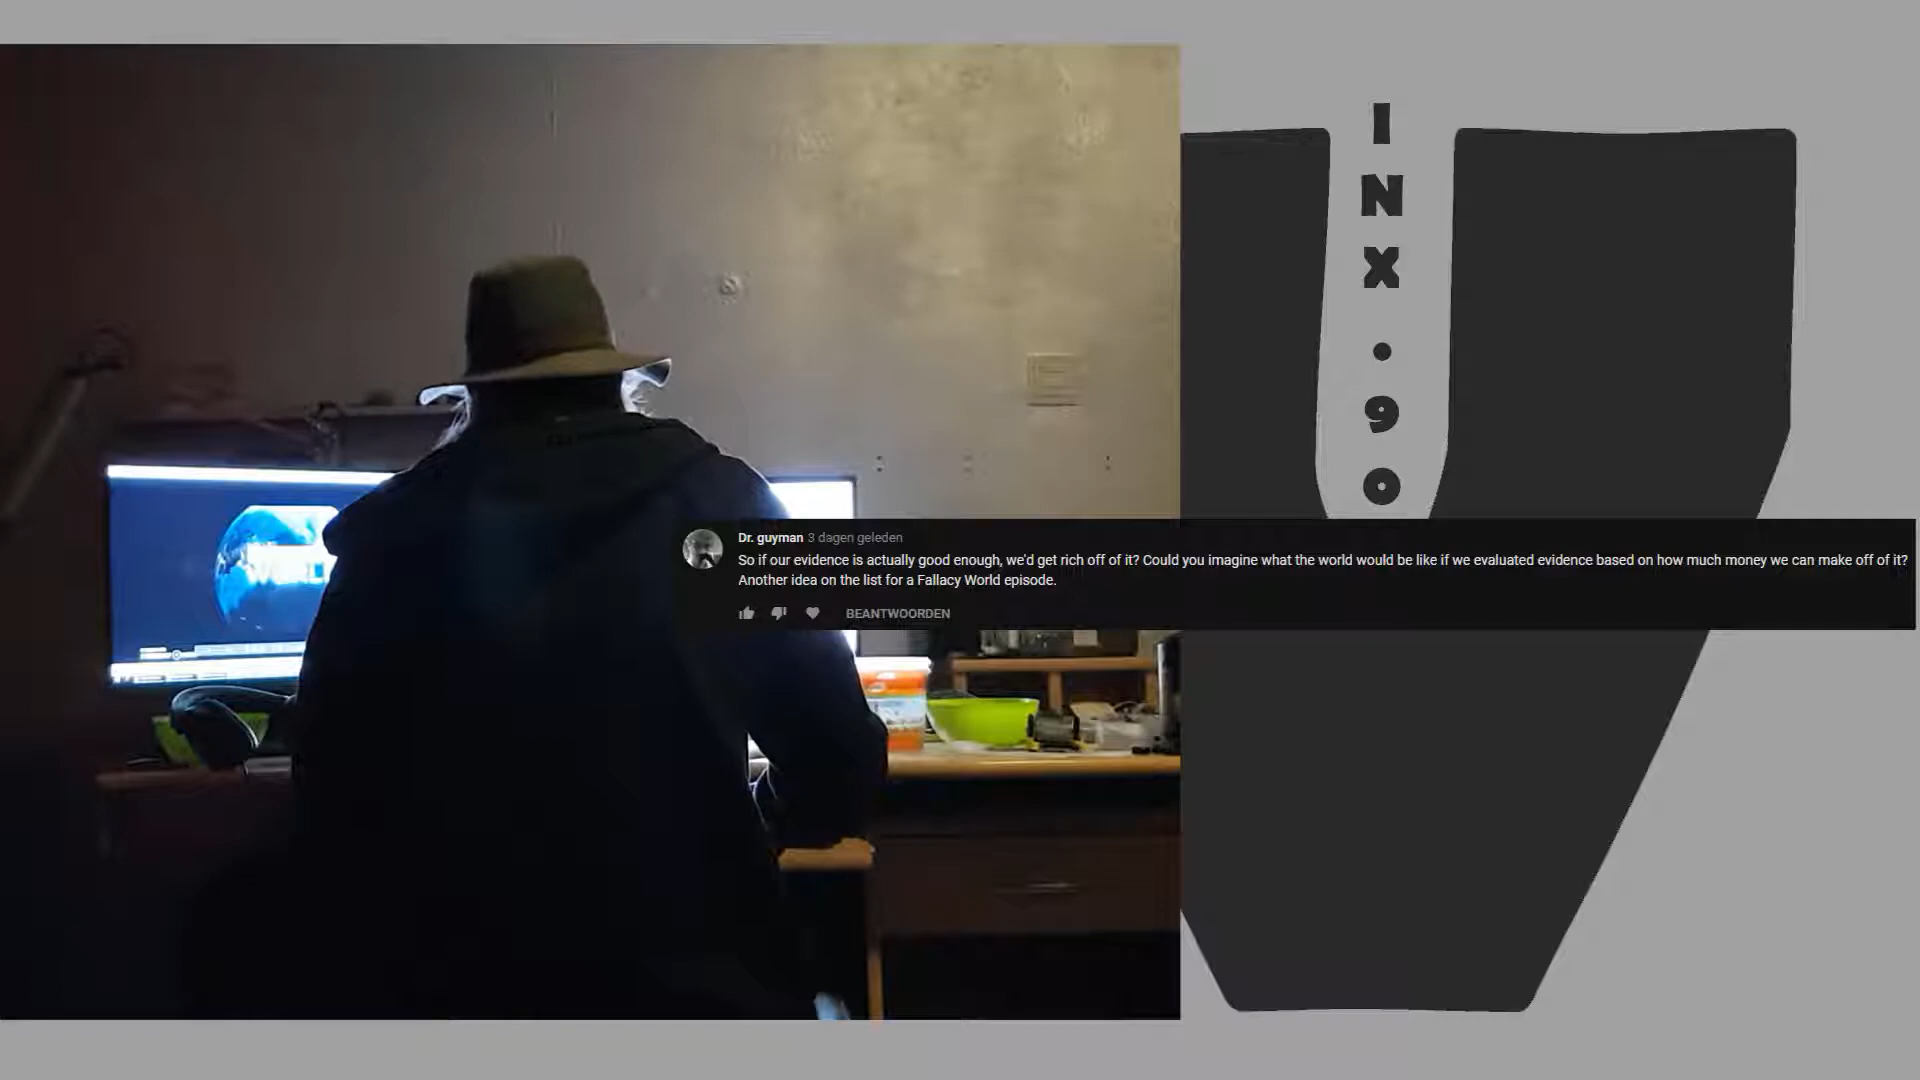 I
N
X
•
9
0
Dr. guyman 3 dagen geleden
So if our evidence is actually good enough, we'd get rich off of it? Could you imagine what the world would be like if we evaluated evidence based on how much money we can make off of it?
Another idea on the list for a Fallacy World episode.
BEANTWOORDEN